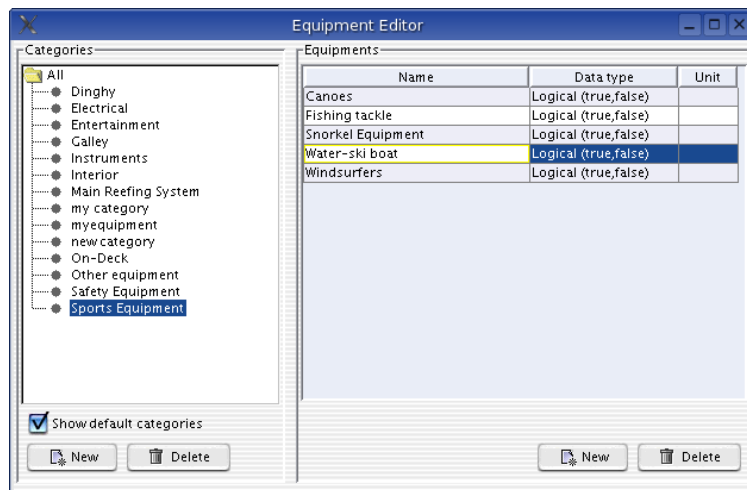 Equipment Editor
Categories
All
Dinghy
Electrical
Entertainment
Galley
Instruments
Interior
Main Reefing System
my category
myequipment
new category
On-Deck
Other equipment
Safety Equipment
Sports Equipment
Show default categories
New Delete
Equipments
Name Data type Unit
Canoes Logical (true,false)
Fishing tackle Logical (true,false)
Snorkel Equipment Logical (true,false)
Water-ski boat Logical (true,false)
Windsurfers Logical (true,false)
New Delete